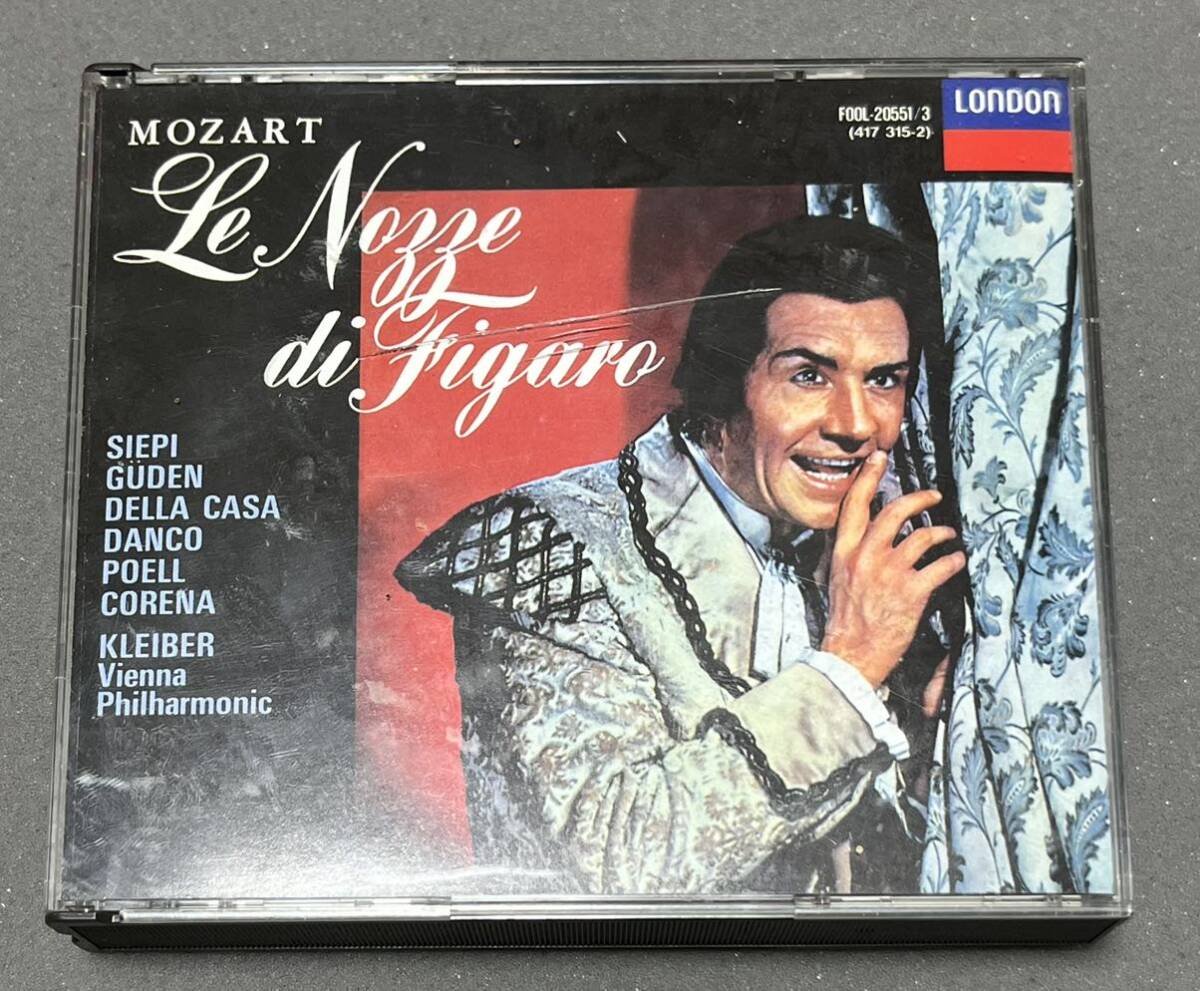 MOZART
Le Nozze
di Figaro
FOOL-20551/3
(417 315-2)
LONDON
SIEPI
GÜDEN
DELLA CASA
DANCO
POELL
CORENA
KLEIBER
Vienna
Philharmonic